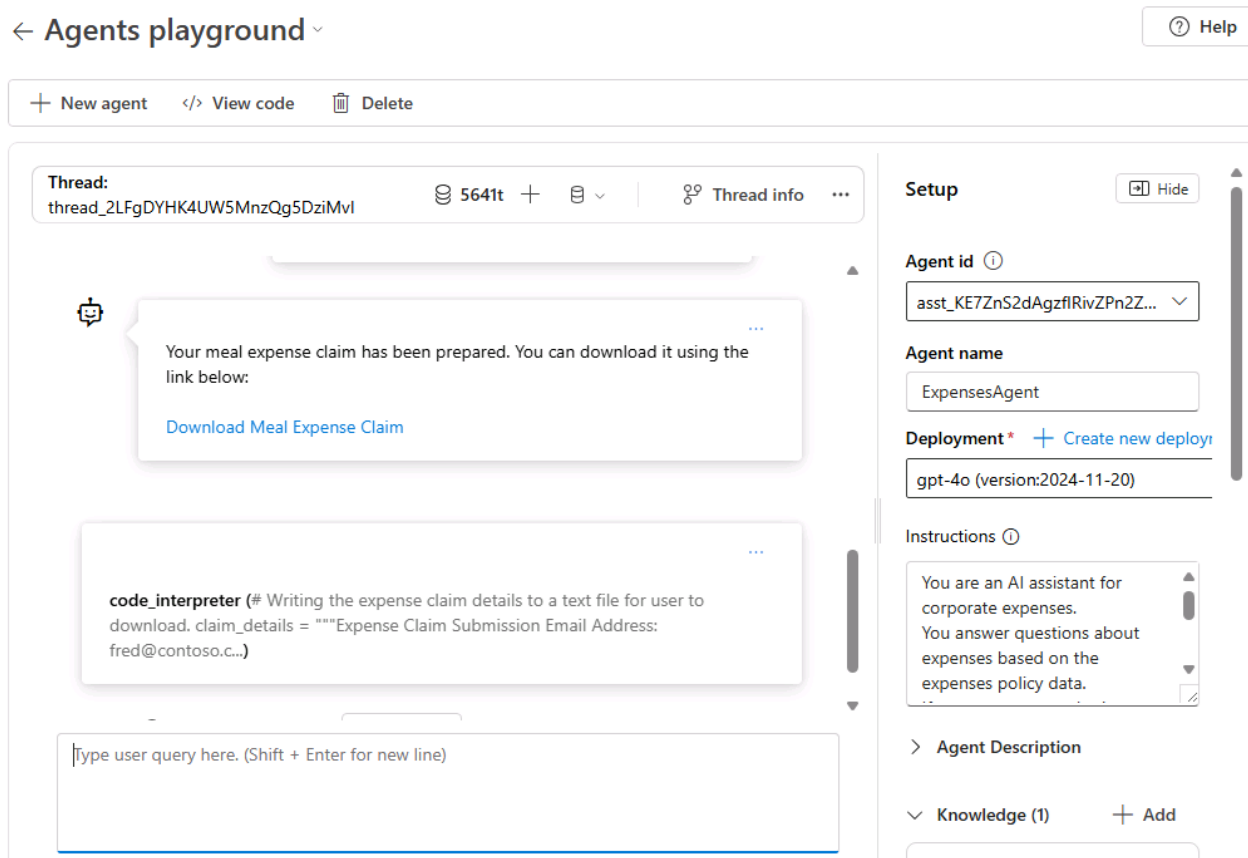 Agents playground
Help
New agent
View code
Delete
Thread:
thread_2LFgDYHK4UW5MnzQg5DziMvI
5641t
Thread info
Your meal expense claim has been prepared. You can download it using the
link below:
Download Meal Expense Claim
code_interpreter (# Writing the expense claim details to a text file for user to
download. claim_details = """Expense Claim Submission Email Address:
fred@contoso.c...)
Type user query here. (Shift + Enter for new line)
Setup
Hide
Agent id
asst_KE7ZnS2dAgzflRivZPn2Z...
Agent name
ExpensesAgent
Deployment*
Create new deploy
gpt-4o (version:2024-11-20)
Instructions
You are an AI assistant for
corporate expenses.
You answer questions about
expenses based on the
expenses policy data.
Agent Description
Knowledge (1)
Add